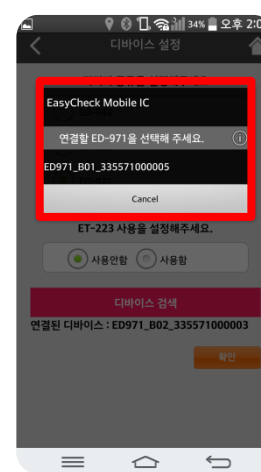 34% 오후 2:0
디바이스 설정
EasyCheck Mobile IC
연결할 ED-971을 선택해 주세요.
ED971_B01_335571000005
Cancel
ET-223 사용을 설정해주세요.
사용안함 사용함
디바이스 검색
연결된 디바이스 : ED971_B02_335571000003
확인